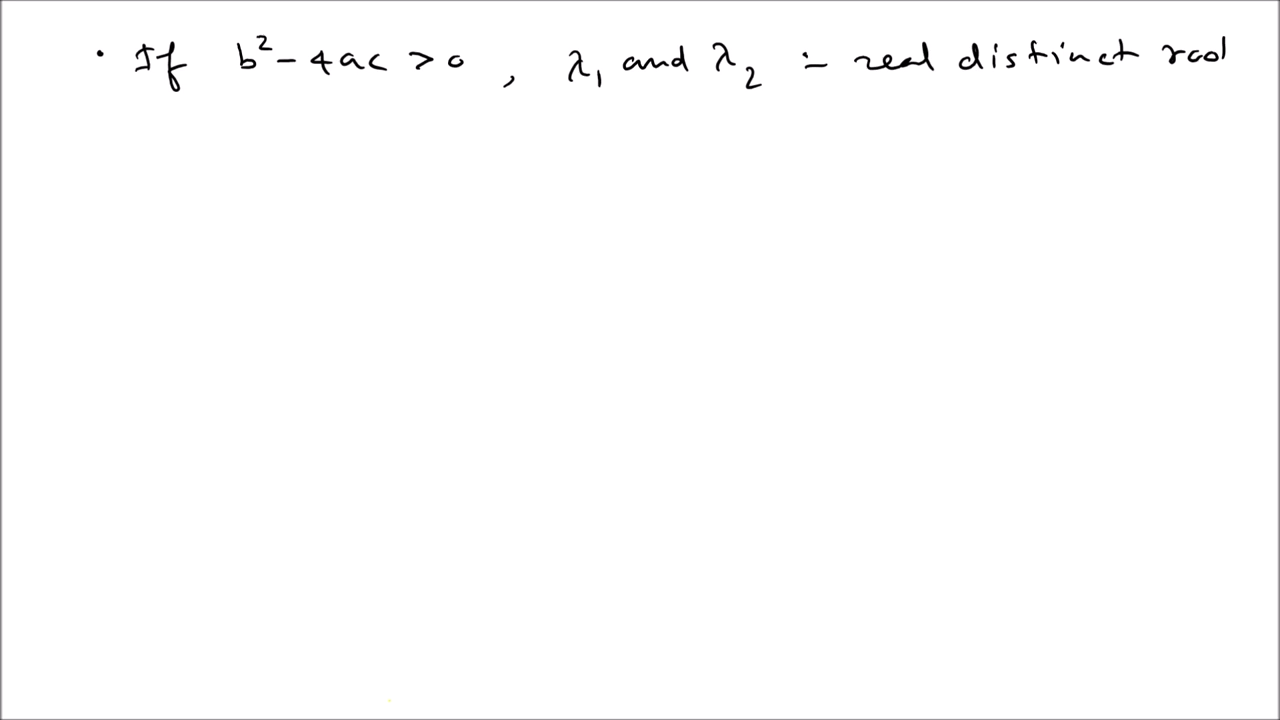 · If b² - 4ac > 0, λ₁ and λ₂ :- real distinct rool